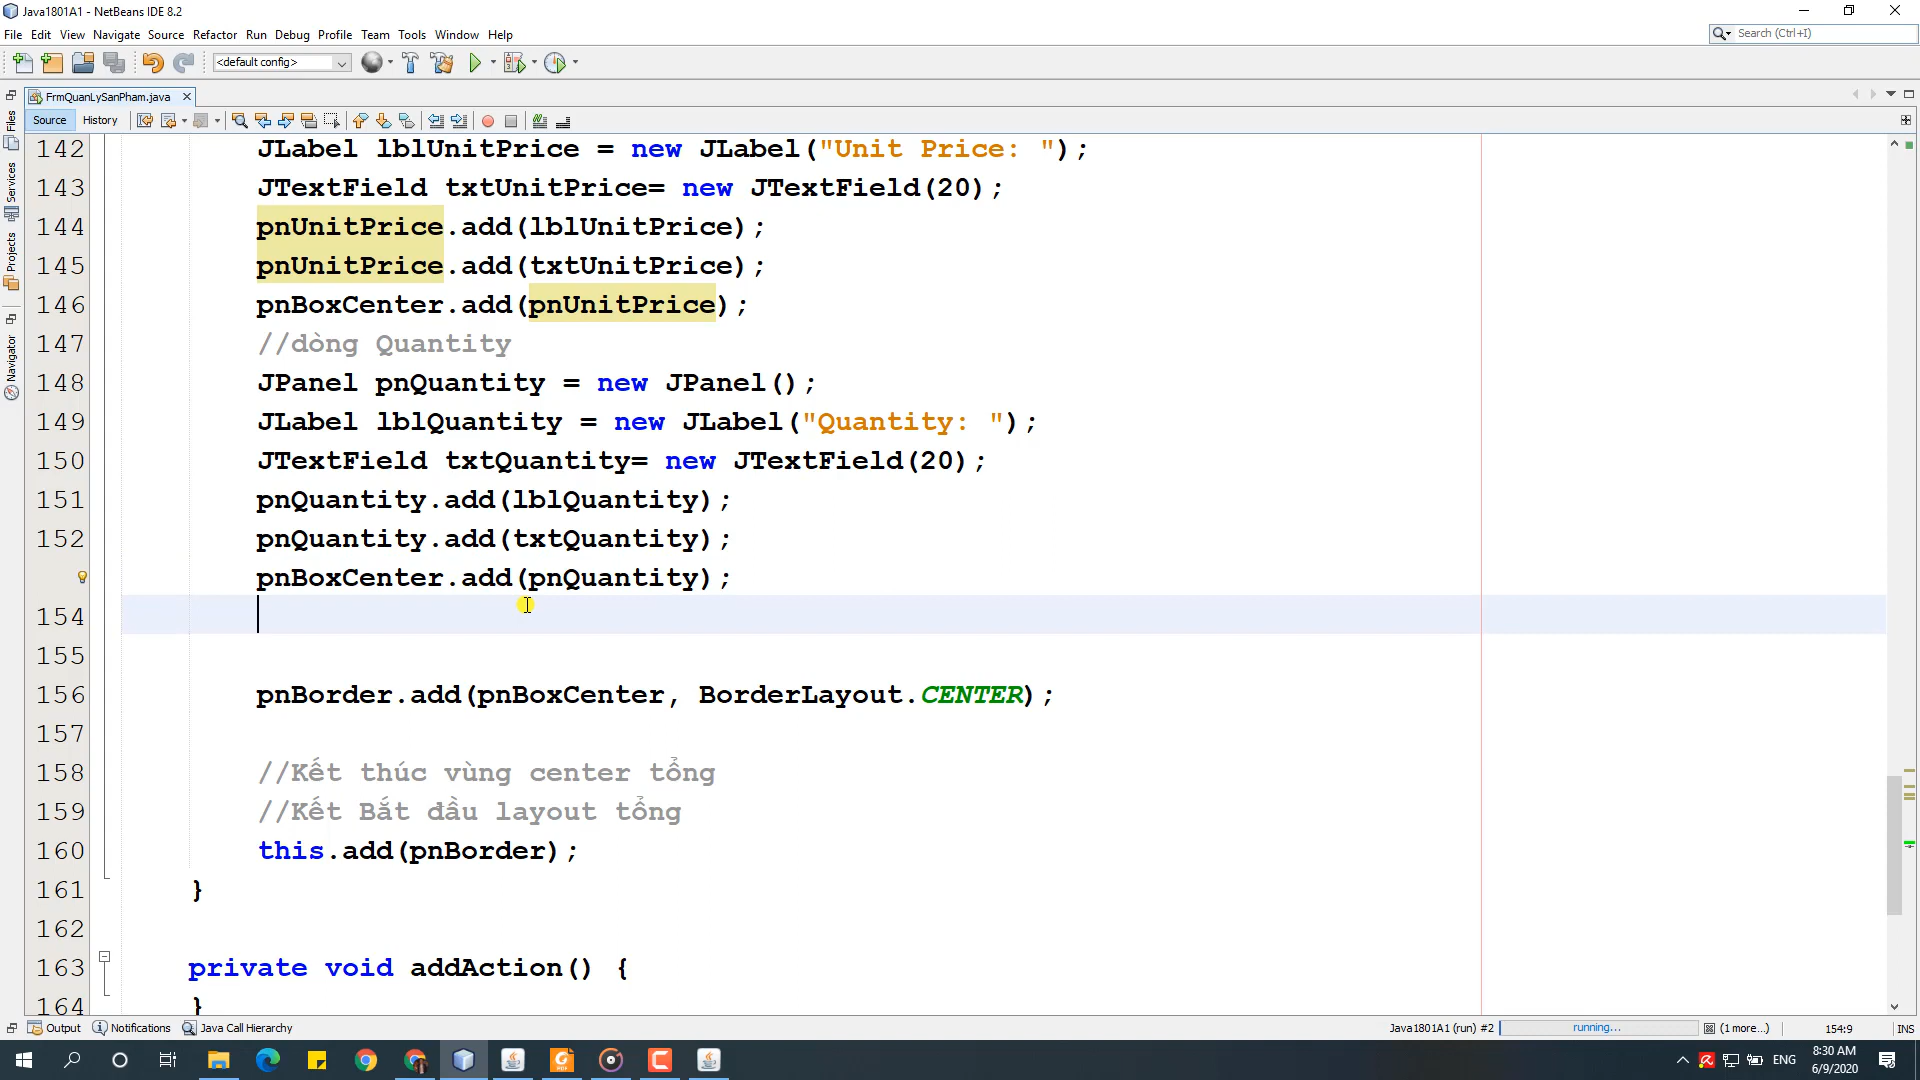 Java1801A1 - NetBeans IDE 8.2
File Edit View Navigate Source Refactor Run Debug Profile Team Tools Window Help
Search (Ctrl+I)
<default config>
FrmQuanLySanPham.java
Source History
Files
Services
Projects
Navigator
142 JLabel lblUnitPrice = new JLabel("Unit Price: ");
143 JTextField txtUnitPrice= new JTextField(20);
144 pnUnitPrice.add(lblUnitPrice);
145 pnUnitPrice.add(txtUnitPrice);
146 pnBoxCenter.add(pnUnitPrice);
147 //dòng Quantity
148 JPanel pnQuantity = new JPanel();
149 JLabel lblQuantity = new JLabel("Quantity: ");
150 JTextField txtQuantity= new JTextField(20);
151 pnQuantity.add(lblQuantity);
152 pnQuantity.add(txtQuantity);
pnBoxCenter.add(pnQuantity);
154
155
156 pnBorder.add(pnBoxCenter, BorderLayout.CENTER);
157
158 //Kết thúc vùng center tổng
159 //Kết Bắt đầu layout tổng
160 this.add(pnBorder);
161 }
162
163 private void addAction() {
164 }
Output Notifications Java Call Hierarchy
Java1801A1 (run) #2 running... (1 more...) 154:9 INS
ENG
8:30 AM
6/9/2020